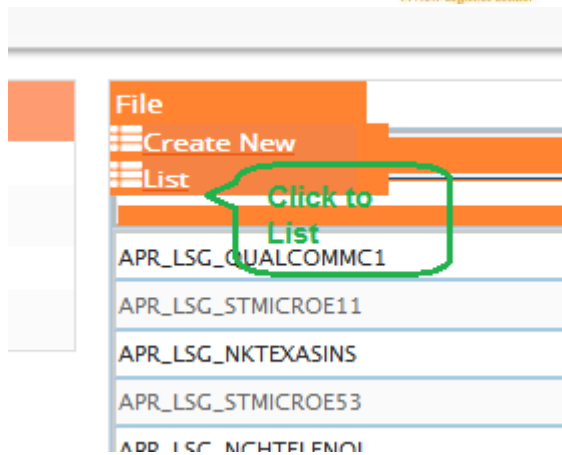 File
Create New
List
Click to
List
APR_LSG_QUALCOMMC1
APR_LSG_STMICROE11
APR_LSG_NKTEXASINS
APR_LSG_STMICROE53